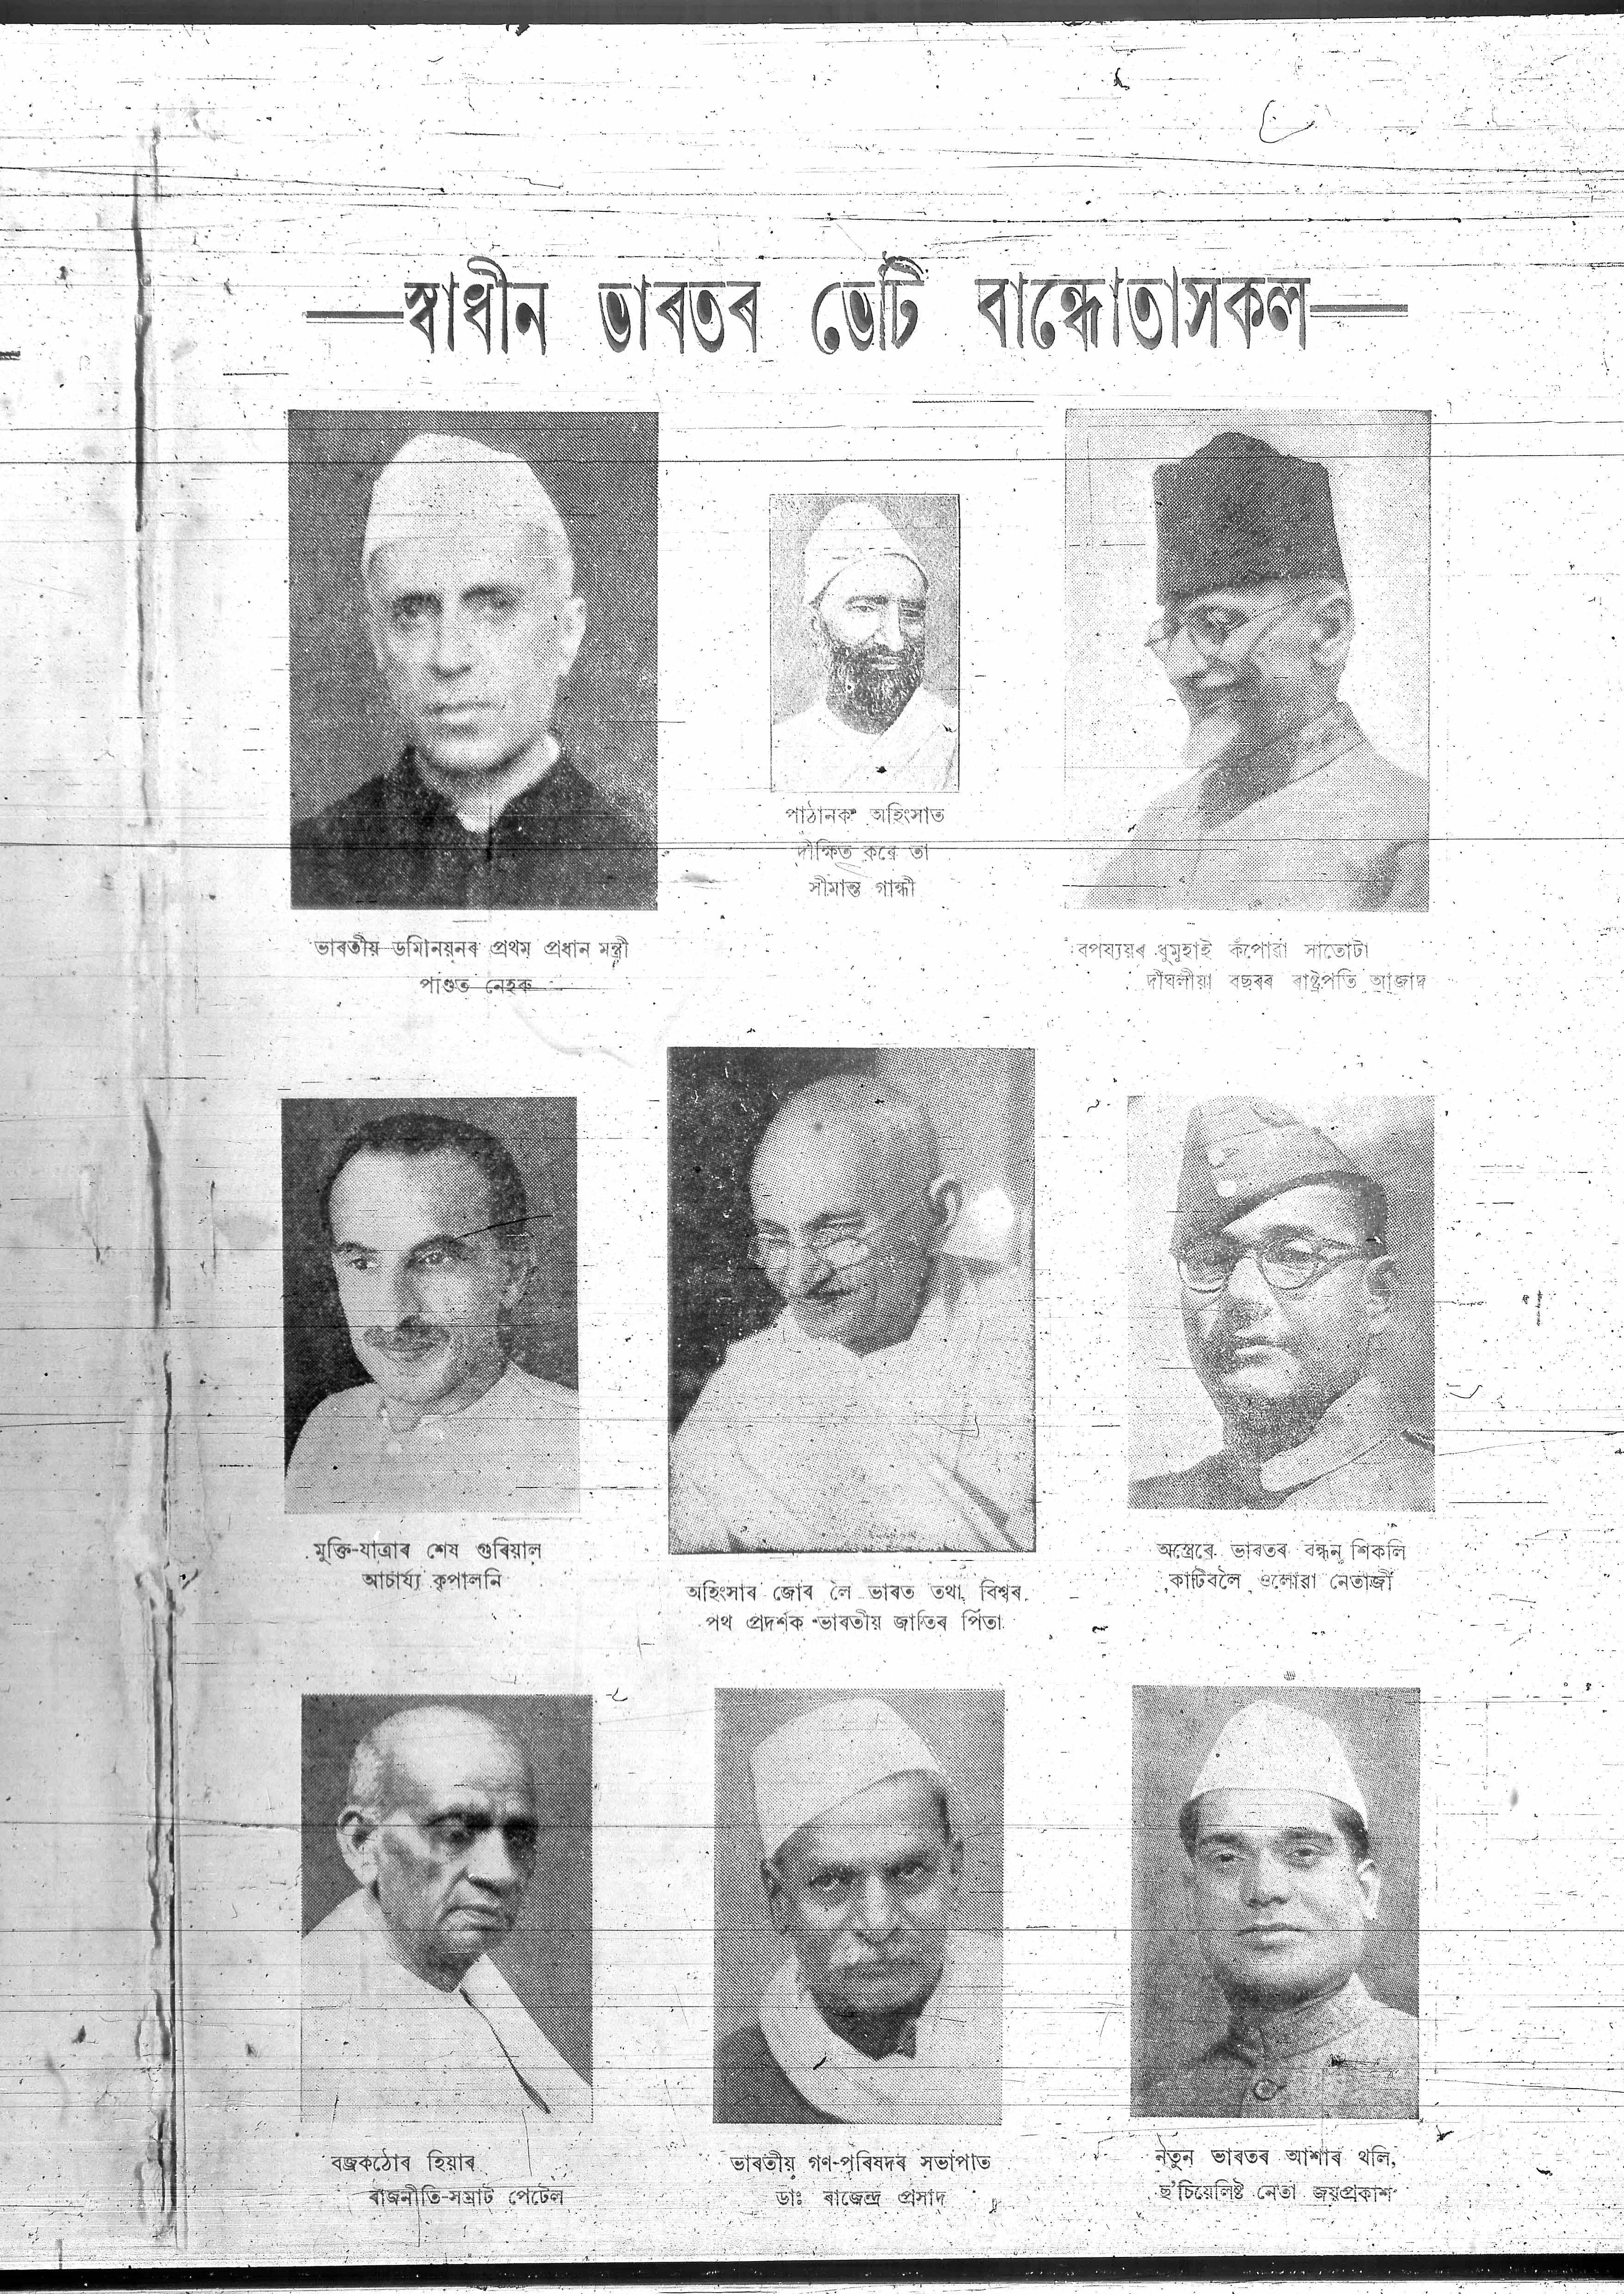 স্বাধীন ভাৰতৰ ভেটি বান্ধোতাসকল
পাঠানক অহিংসাত
দীক্ষিত কৰোঁতা
সীমান্ত গান্ধী
ভাৰতীয় ডমিনিয়নৰ প্ৰথম প্ৰধান মন্ত্ৰী
পণ্ডিত নেহৰু
ধুমুহাই কঁপোৱা সাতোটা
দীঘলীয়া বছৰৰ ৰাষ্ট্ৰপতি আজাদ
মুক্তি-যাত্ৰাৰ শেষ গুৰিয়াল
আচাৰ্য্য কৃপালনি
অহিংসাৰ জোৰ লৈ ভাৰত তথা বিশ্বৰ
পথ প্ৰদৰ্শক ভাৰতীয় জাতিৰ পিতা
অস্ত্ৰেৰে ভাৰতৰ বন্ধন শিকলি
কাটিবলৈ ওলোৱা নেতাজী
বজ্ৰকঠোৰ হিয়াৰ
ৰাজনীতি-সম্ৰাট পেটেল
ভাৰতীয় গণ-পৰিষদৰ সভাপতি
ডাঃ ৰাজেন্দ্ৰ প্ৰসাদ
নতুন ভাৰতৰ আশাৰ থলি,
ছ'চিয়েলিষ্ট নেতা জয়প্ৰকাশ